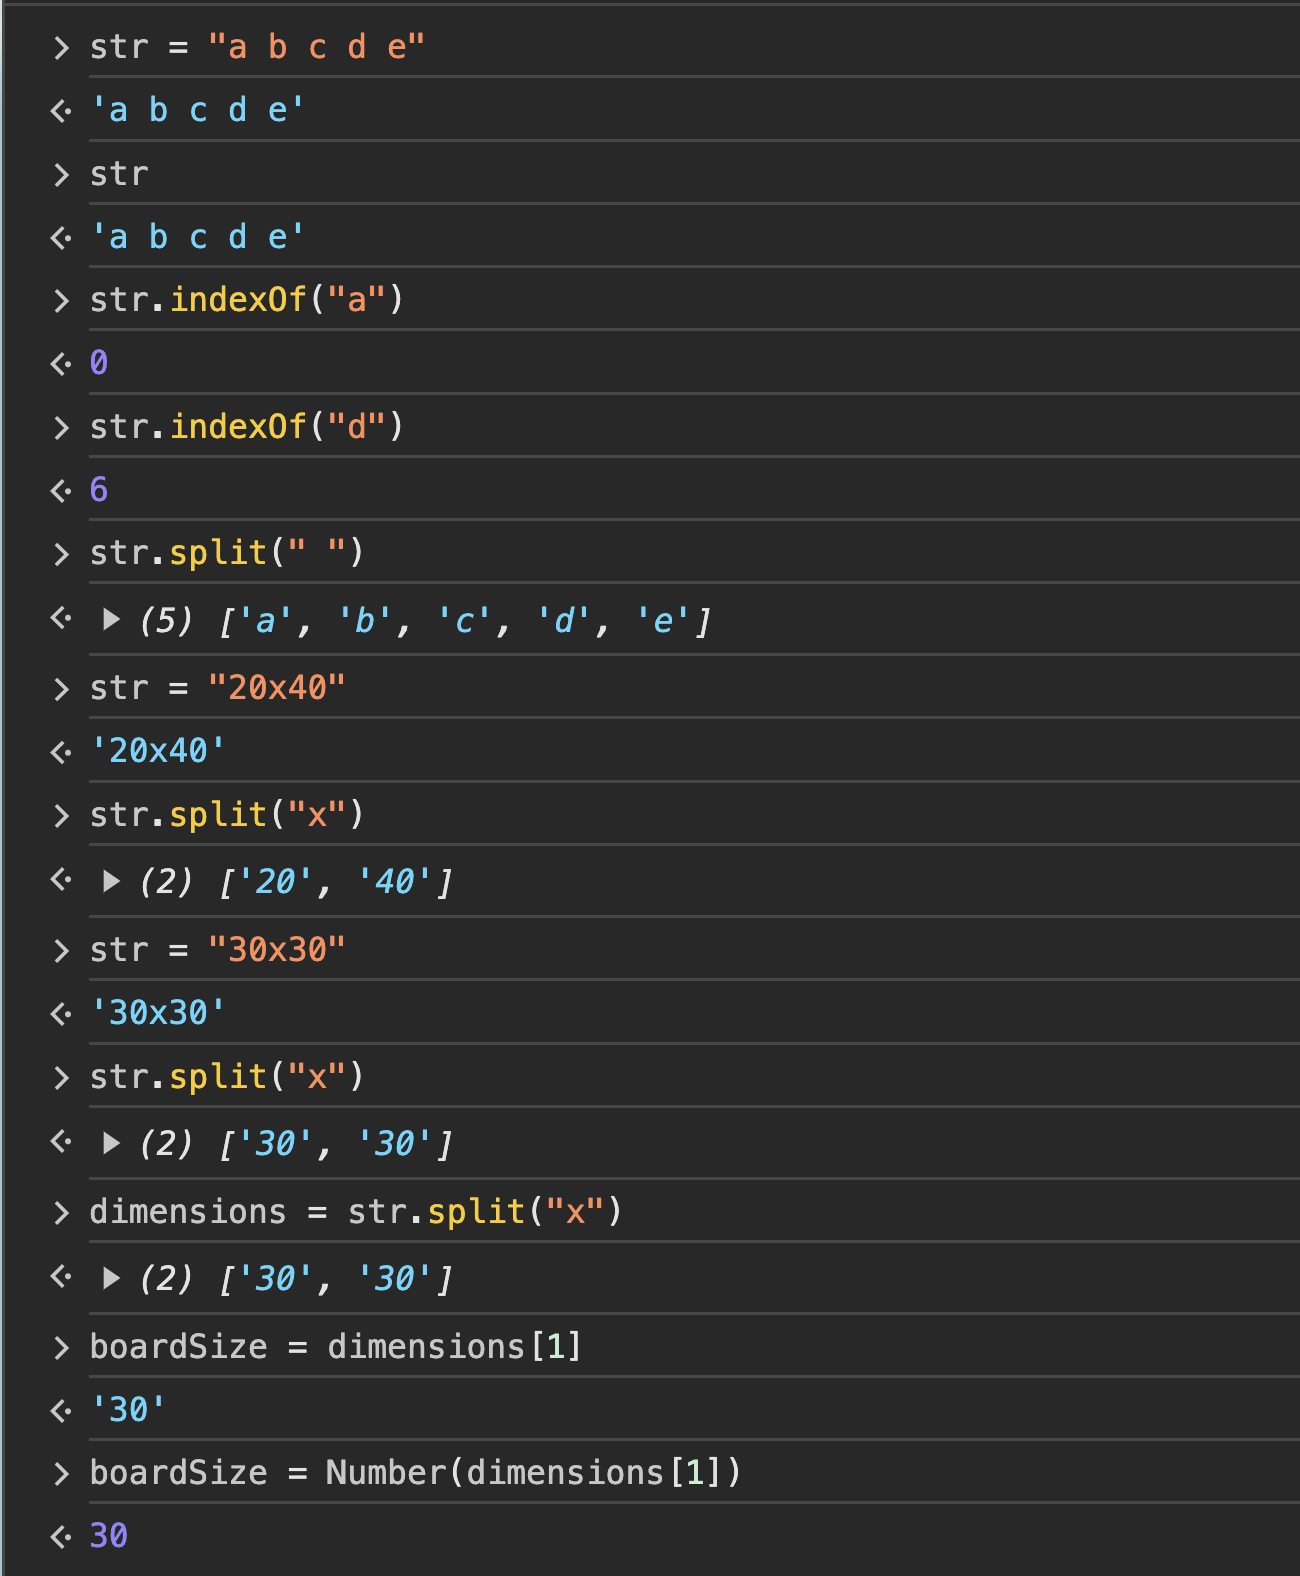 > str = "a b c d e"
<· 'a b c d e'
> str
<· 'a b c d e'
> str.indexOf("a")
<· 0
> str.indexOf("d")
<· 6
> str.split(" ")
<· ▶ (5) ['a', 'b', 'c', 'd', 'e']
> str = "20x40"
<· '20x40'
> str.split("x")
<· ▶ (2) ['20', '40']
> str = "30x30"
<· '30x30'
> str.split("x")
<· ▶ (2) ['30', '30']
> dimensions = str.split("x")
<· ▶ (2) ['30', '30']
> boardSize = dimensions[1]
<· '30'
> boardSize = Number(dimensions[1])
<· 30